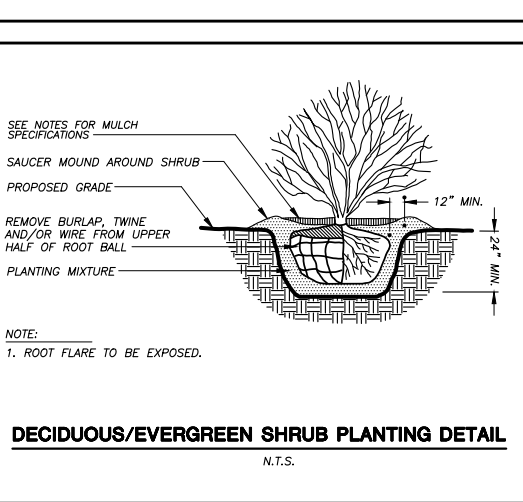 SEE NOTES FOR MULCH
SPECIFICATIONS
SAUCER MOUND AROUND SHRUB
PROPOSED GRADE
12" MIN.
REMOVE BURLAP, TWINE
AND/OR WIRE FROM UPPER
HALF OF ROOT BALL
24" MIN.
PLANTING MIXTURE
NOTE:
1. ROOT FLARE TO BE EXPOSED.
DECIDUOUS/EVERGREEN SHRUB PLANTING DETAIL
N.T.S.